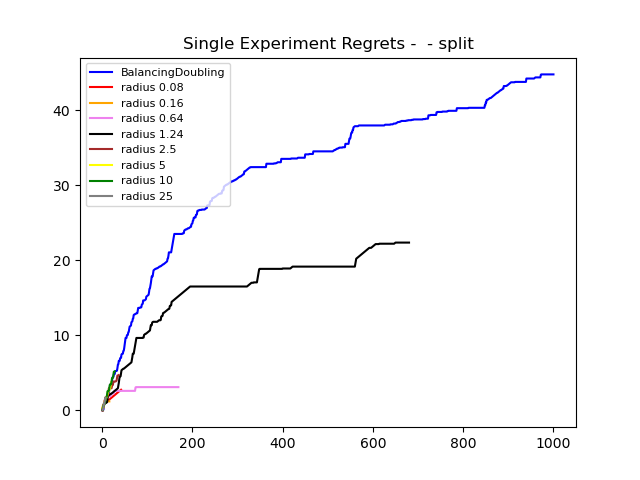 Single Experiment Regrets -  - split
BalancingDoubling
radius 0.08
radius 0.16
radius 0.64
radius 1.24
radius 2.5
radius 5
radius 10
radius 25
40
30
20
10
0
0 200 400 600 800 1000